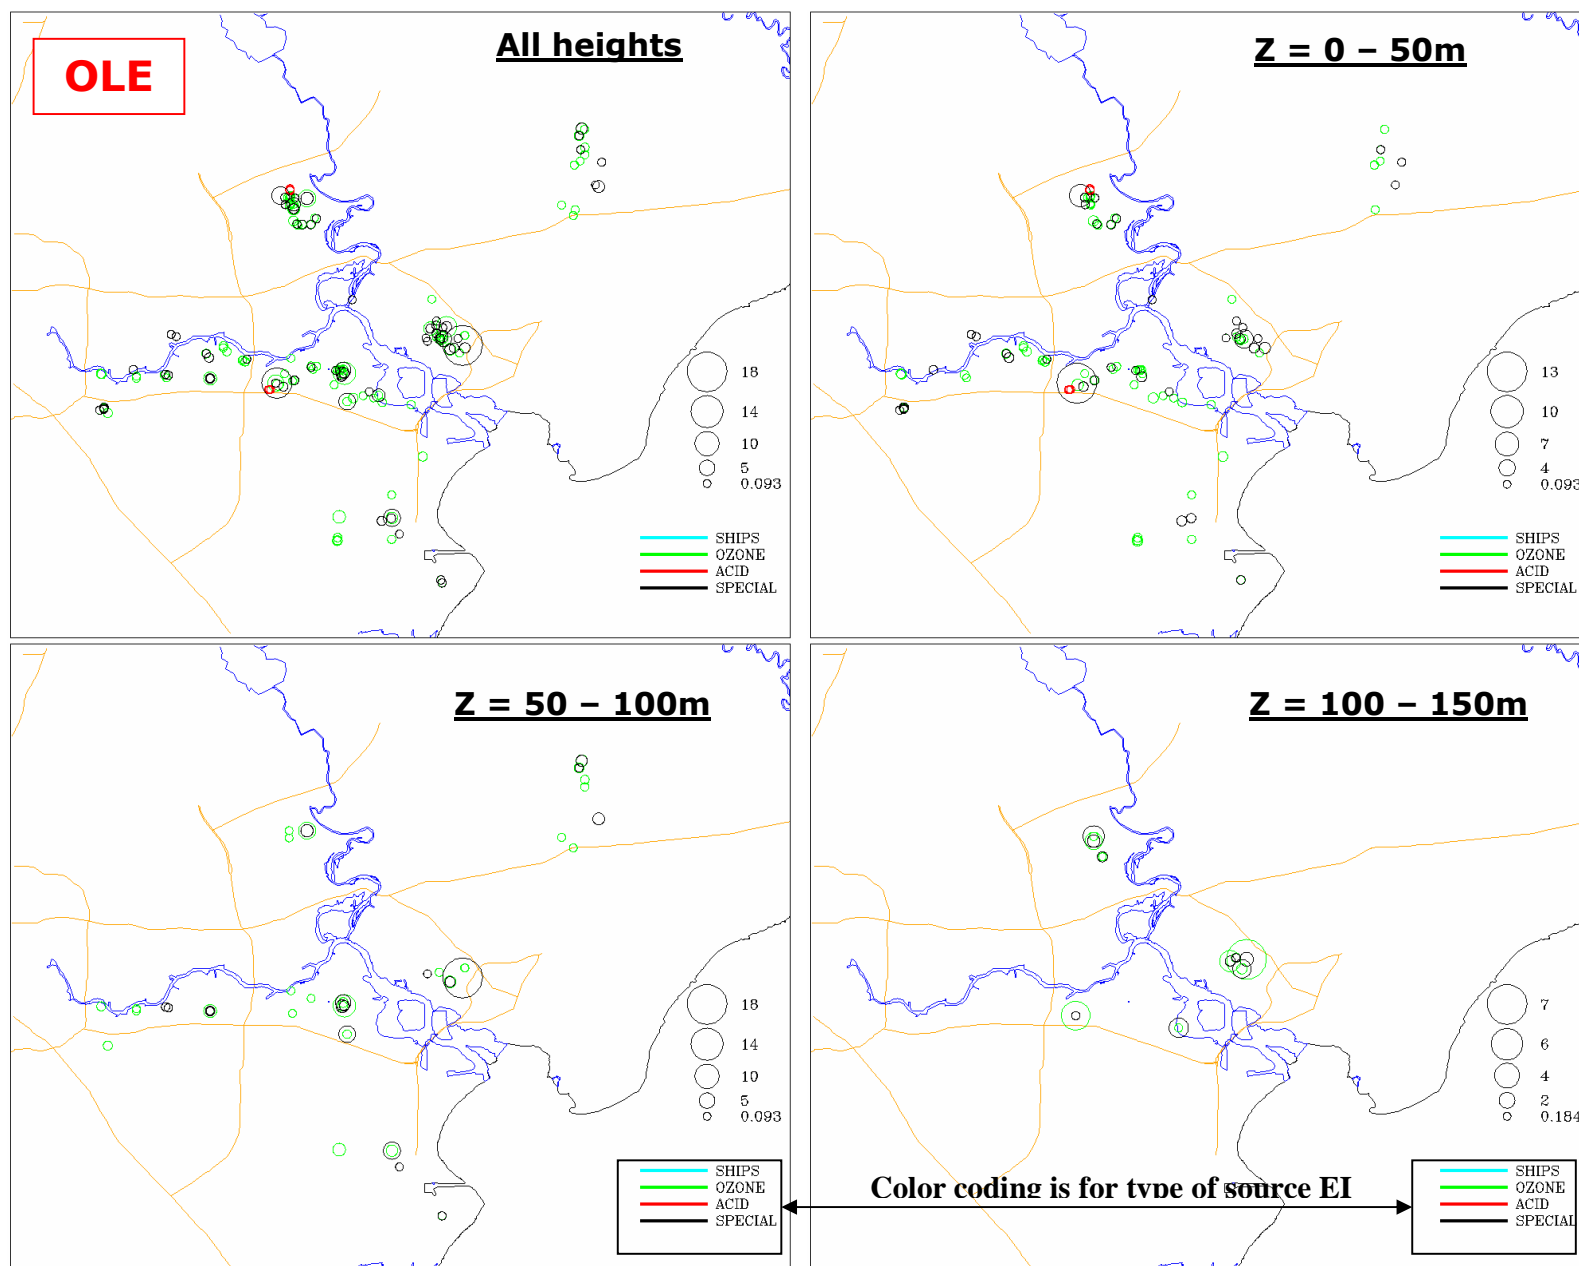 OLE
All heights
18
14
10
5
0.093
SHIPS
OZONE
ACID
SPECIAL
Z = 0 – 50m
13
10
7
4
0.093
SHIPS
OZONE
ACID
SPECIAL
Z = 50 – 100m
18
14
10
5
0.093
SHIPS
OZONE
ACID
SPECIAL
Z = 100 – 150m
7
6
4
2
0.184
SHIPS
OZONE
ACID
SPECIAL
Color coding is for type of source EI